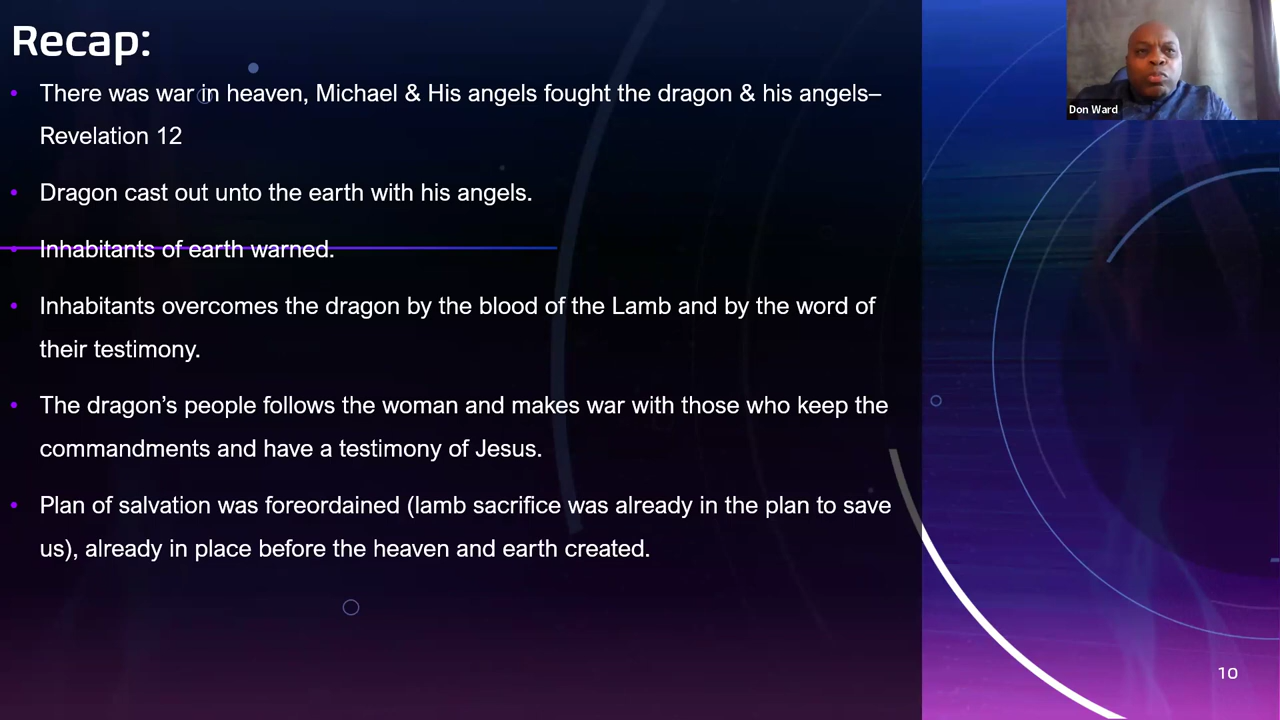 Recap:
• There was war in heaven, Michael & His angels fought the dragon & his angels–
Revelation 12
• Dragon cast out unto the earth with his angels.
• Inhabitants of earth warned.
• Inhabitants overcomes the dragon by the blood of the Lamb and by the word of
their testimony.
• The dragon’s people follows the woman and makes war with those who keep the
commandments and have a testimony of Jesus.
• Plan of salvation was foreordained (lamb sacrifice was already in the plan to save
us), already in place before the heaven and earth created.
Don Ward
10